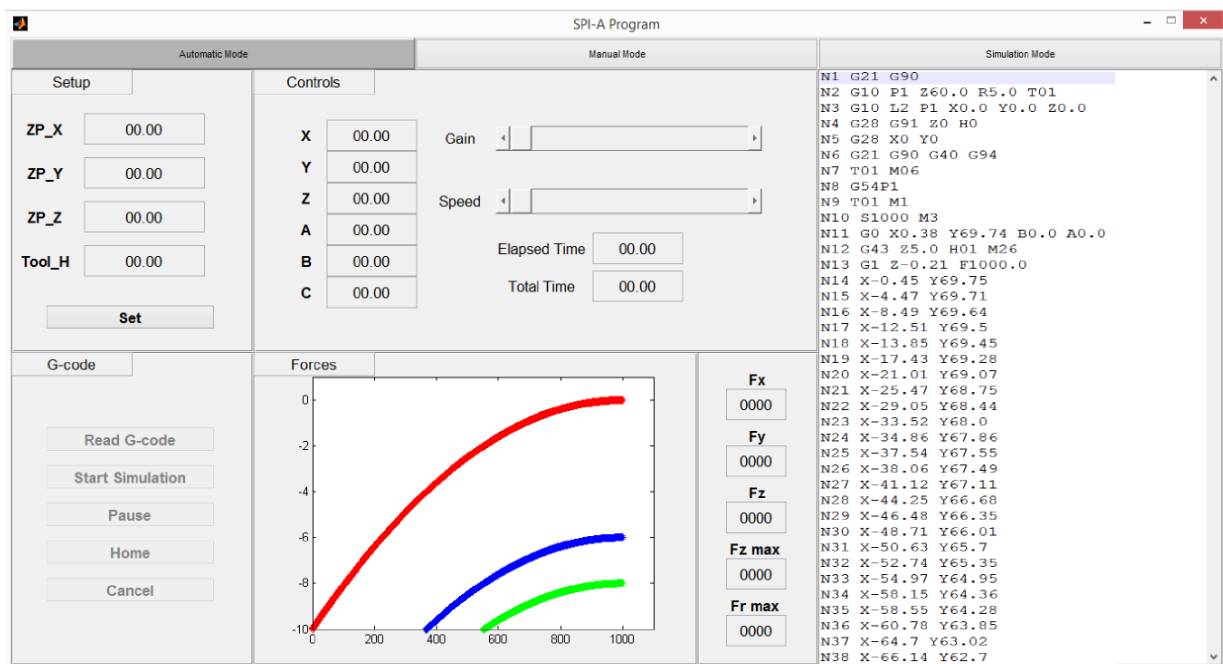 SPI-A Program
Automatic Mode
Manual Mode
Simulation Mode
Setup
ZP_X 00.00
ZP_Y 00.00
ZP_Z 00.00
Tool_H 00.00
Set
Controls
X 00.00
Y 00.00
Z 00.00
A 00.00
B 00.00
C 00.00
Gain
Speed
Elapsed Time 00.00
Total Time 00.00
G-code
Read G-code
Start Simulation
Pause
Home
Cancel
Forces
0
-2
-4
-6
-8
-10
0 200 400 600 800 1000
Fx
0000
Fy
0000
Fz
0000
Fz max
0000
Fr max
0000
N1 G21 G90
N2 G10 P1 Z60.0 R5.0 T01
N3 G10 L2 P1 X0.0 Y0.0 Z0.0
N4 G28 G91 Z0 H0
N5 G28 X0 Y0
N6 G21 G90 G40 G94
N7 T01 M06
N8 G54P1
N9 T01 M1
N10 S1000 M3
N11 G0 X0.38 Y69.74 B0.0 A0.0
N12 G43 Z5.0 H01 M26
N13 G1 Z-0.21 F1000.0
N14 X-0.45 Y69.75
N15 X-4.47 Y69.71
N16 X-8.49 Y69.64
N17 X-12.51 Y69.5
N18 X-13.85 Y69.45
N19 X-17.43 Y69.28
N20 X-21.01 Y69.07
N21 X-25.47 Y68.75
N22 X-29.05 Y68.44
N23 X-33.52 Y68.0
N24 X-34.86 Y67.86
N25 X-37.54 Y67.55
N26 X-38.06 Y67.49
N27 X-41.12 Y67.11
N28 X-44.25 Y66.68
N29 X-46.48 Y66.35
N30 X-48.71 Y66.01
N31 X-50.63 Y65.7
N32 X-52.74 Y65.35
N33 X-54.97 Y64.95
N34 X-58.15 Y64.36
N35 X-58.55 Y64.28
N36 X-60.78 Y63.85
N37 X-64.7 Y63.02
N38 X-66.14 Y62.7